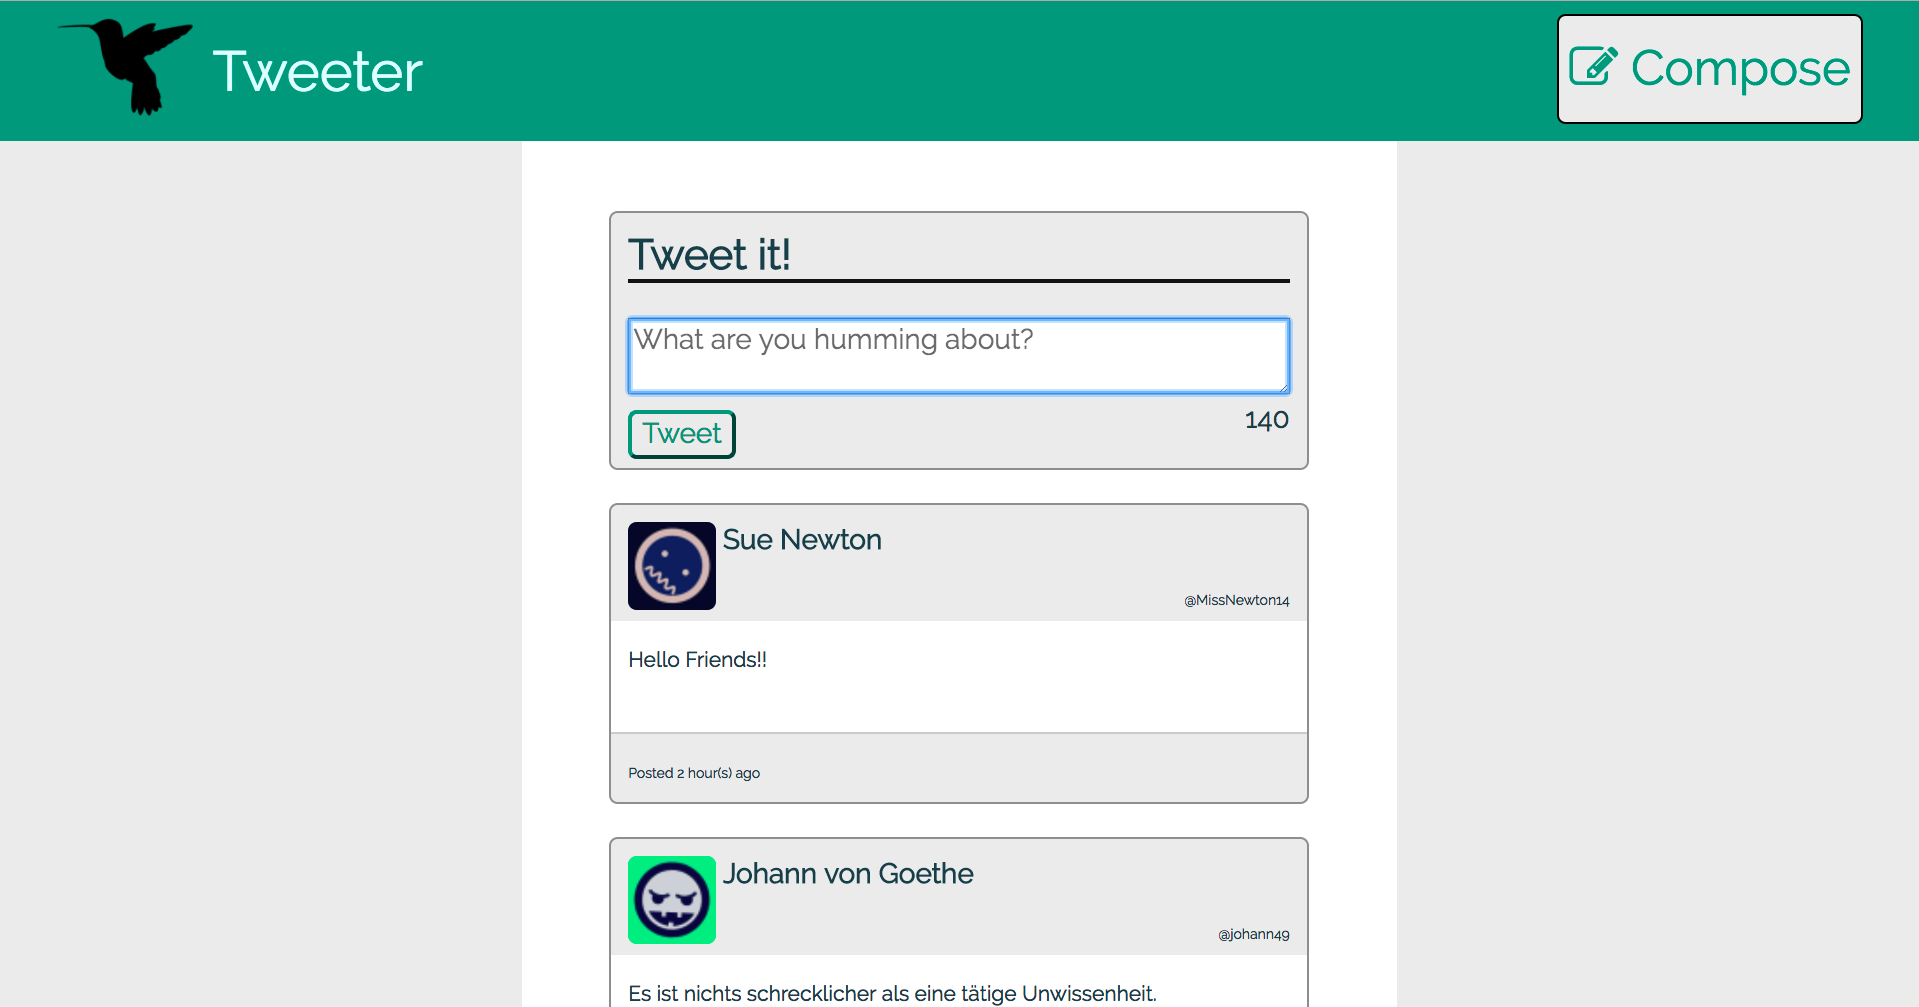 Tweeter
Compose
Tweet it!
What are you humming about?
Tweet
140
Sue Newton
@MissNewton14
Hello Friends!!
Posted 2 hour(s) ago
Johann von Goethe
@johann49
Es ist nichts schrecklicher als eine tätige Unwissenheit.